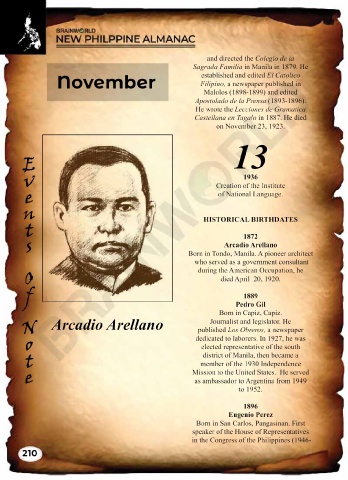 BRAINWORLD
NEW PHILPPINE ALMANAC
November
Events Of Note
Arcadio Arellano
and directed the Colegio de la
Sagrada Familia in Manila in 1879. He
established and edited El Catolico
Filipino, a newspaper published in
Malolos (1898-1899) and edited
Apostolado de la Prensa (1893-1896).
He wrote the Lecciones de Gramatica
Castellana en Tagalo in 1887. He died
on November 23, 1923.
13
1936
Creation of the Institute
of National Language.
HISTORICAL BIRTHDATES
1872
Arcadio Arellano
Born in Tondo, Manila. A pioneer architect
who served as a government consultant
during the American Occupation, he
died April 20, 1920.
1889
Pedro Gil
Born in Capiz, Capiz.
Journalist and legislator. He
published Los Obreros, a newspaper
dedicated to laborers. In 1927, he was
elected representative of the south
district of Manila, then became a
member of the 1930 Independence
Mission to the United States. He served
as ambassador to Argentina from 1949
to 1952.
1896
Eugenio Perez
Born in San Carlos, Pangasinan. First
speaker of the House of Representatives
in the Congress of the Philippines (1946-
210